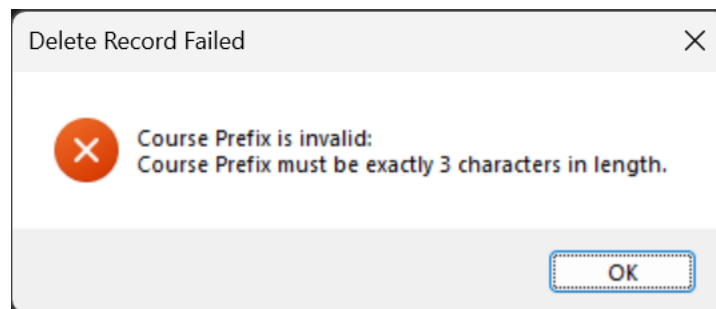 Delete Record Failed
Course Prefix is invalid:
Course Prefix must be exactly 3 characters in length.
OK